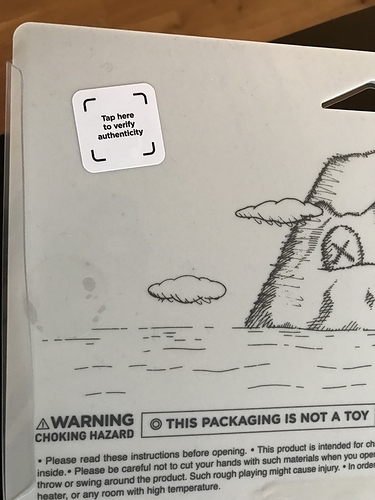 Tap here
to verify
authenticity
WARNING
CHOKING HAZARD
THIS PACKAGING IS NOT A TOY
• Please read these instructions before opening. • This product is intended for ch
inside. • Please be careful not to cut your hands with such materials when you open
throw or swing around the product. Such rough playing might cause injury. • In order
heater, or any room with high temperature.